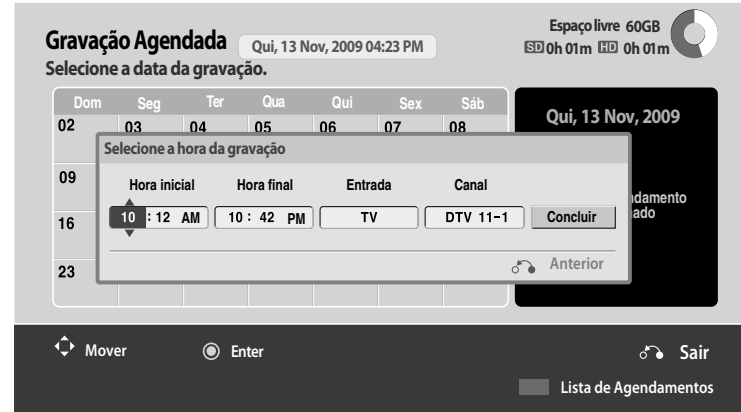 Gravação Agendada
Qui, 13 Nov, 2009 04:23 PM
Espaço livre 60GB
SD 0h 01m HD 0h 01m
Selecione a data da gravação.
Dom Seg Ter Qua Qui Sex Sáb
02 03 04 05 06 07 08
09
16
23
Qui, 13 Nov, 2009
ndamento
ado
Selecione a hora da gravação
Hora inicial Hora final Entrada Canal
10 : 12 AM 10 : 42 PM TV DTV 11-1 Concluir
Anterior
Mover Enter Sair
Lista de Agendamentos